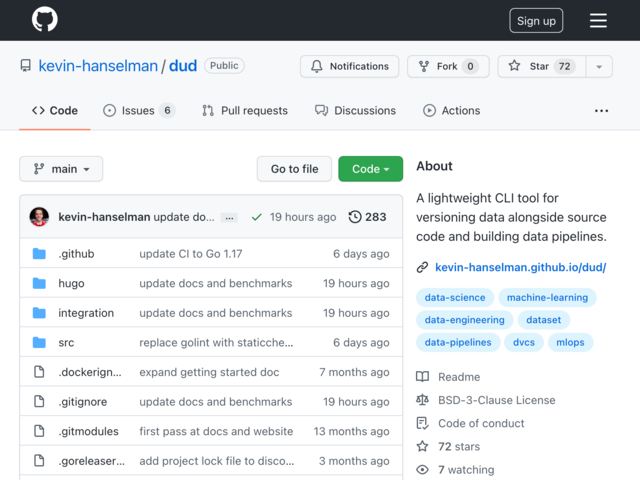 Sign up
kevin-hanselman / dud Public
Notifications
Fork 0
Star 72
Code
Issues 6
Pull requests
Discussions
Actions
...
main
Go to file
Code
kevin-hanselman update do... ... 19 hours ago 283
.github update CI to Go 1.17 6 days ago
hugo update docs and benchmarks 19 hours ago
integration update docs and benchmarks 19 hours ago
src replace golint with staticche... 6 days ago
.dockerign... expand getting started doc 7 months ago
.gitignore update docs and benchmarks 19 hours ago
.gitmodules first pass at docs and website 13 months ago
.goreleaser... add project lock file to disco... 3 months ago
About
A lightweight CLI tool for
versioning data alongside source
code and building data pipelines.
kevin-hanselman.github.io/dud/
data-science machine-learning
data-engineering dataset
data-pipelines dvcs mlops
Readme
BSD-3-Clause License
Code of conduct
72 stars
7 watching